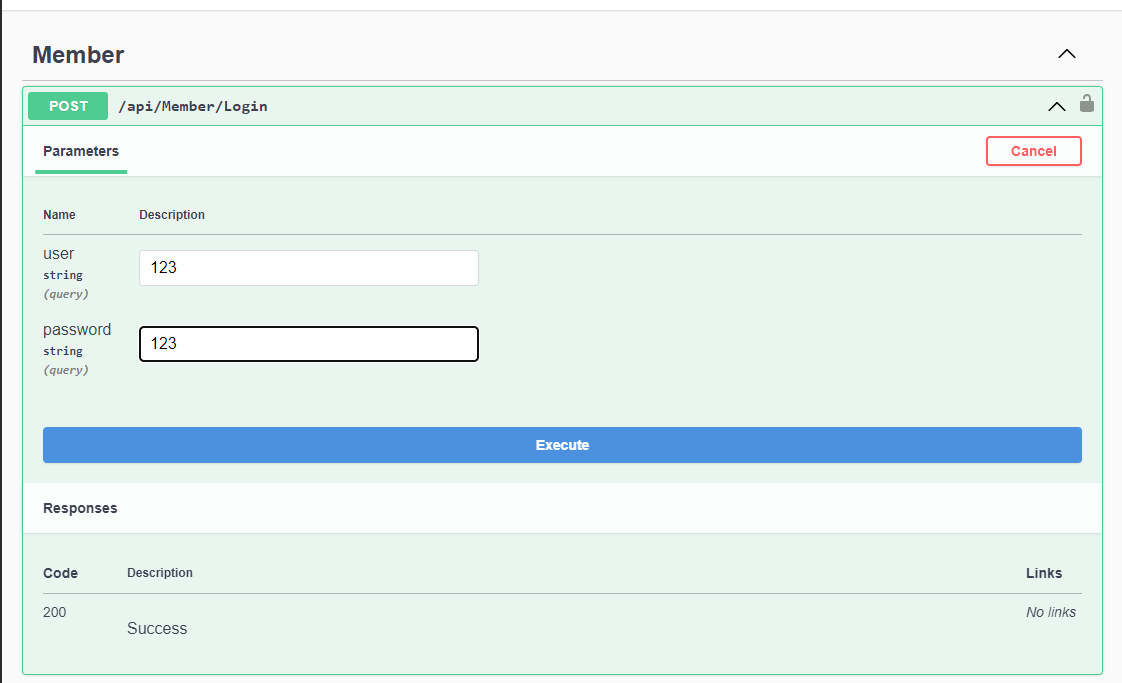 Member
POST /api/Member/Login
Parameters
Cancel
Name Description
user
string
(query)
123
password
string
(query)
123
Execute
Responses
Code Description Links
200
Success
No links